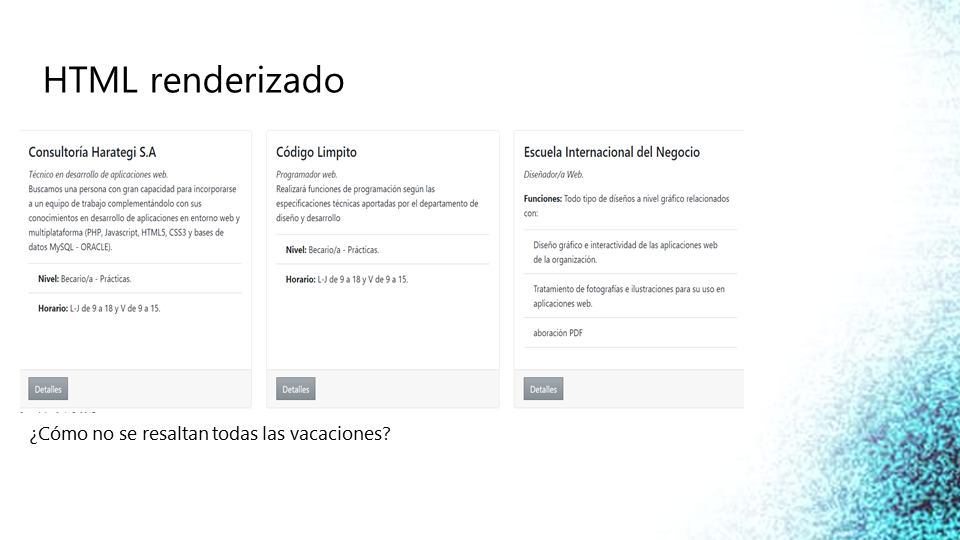 HTML renderizado
Consultoría Harategi S.A
Técnico en desarrollo de aplicaciones web.
Buscamos una persona con gran capacidad para incorporarse
a un equipo de trabajo complementándolo con sus
conocimientos en desarrollo de aplicaciones en entorno web y
multiplataforma (PHP, Javascript, HTML5, CSS3 y bases de
datos MySQL - ORACLE).
Nivel: Becario/a - Prácticas.
Horario: L-J de 9 a 18 y V de 9 a 15.
Detalles
Código Limpito
Programador web.
Realizará funciones de programación según las
especificaciones técnicas aportadas por el departamento de
diseño y desarrollo
Nivel: Becario/a - Prácticas.
Horario: L-J de 9 a 18 y V de 9 a 15.
Detalles
Escuela Internacional del Negocio
Diseñador/a Web.
Funciones: Todo tipo de díseños a nivel gráfico relacionados
con:
Diseño gráfico e interactividad de las aplicaciones web
de la organización.
Tratamiento de fotografías e ilustraciones para su uso en
aplicaciones web.
aboración PDF
Detalles
¿Cómo no se resaltan todas las vacaciones?